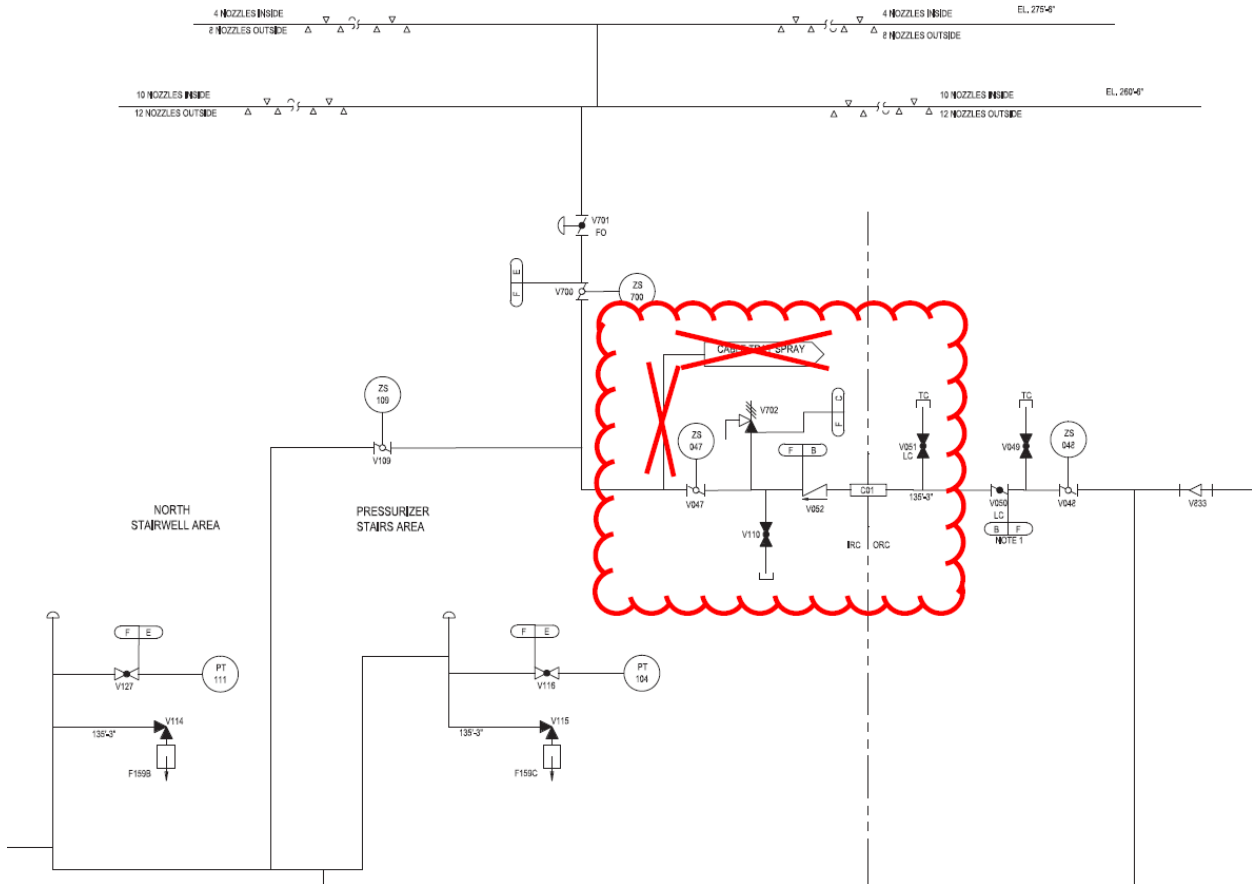 4 NOZZLES INSIDE
8 NOZZLES OUTSIDE
4 NOZZLES INSIDE
8 NOZZLES OUTSIDE
EL. 275'-6"
10 NOZZLES INSIDE
12 NOZZLES OUTSIDE
10 NOZZLES INSIDE
12 NOZZLES OUTSIDE
EL. 260'-6"
V701
FO
E
F
V700
ZS
700
CABLE TRAY SPRAY
ZS
109
V109
V702
C
F
ZS
047
V047
F B
V052
C01
TC
V051
LC
135'-3"
TC
V049
ZS
048
V050
LC
B F
NOTE 1
V048
V833
V110
IRC
ORC
NORTH
STAIRWELL AREA
PRESSURIZER
STAIRS AREA
F E
V127
PT
111
V114
135'-3"
F159B
F E
V116
PT
104
V115
135'-3"
F159C